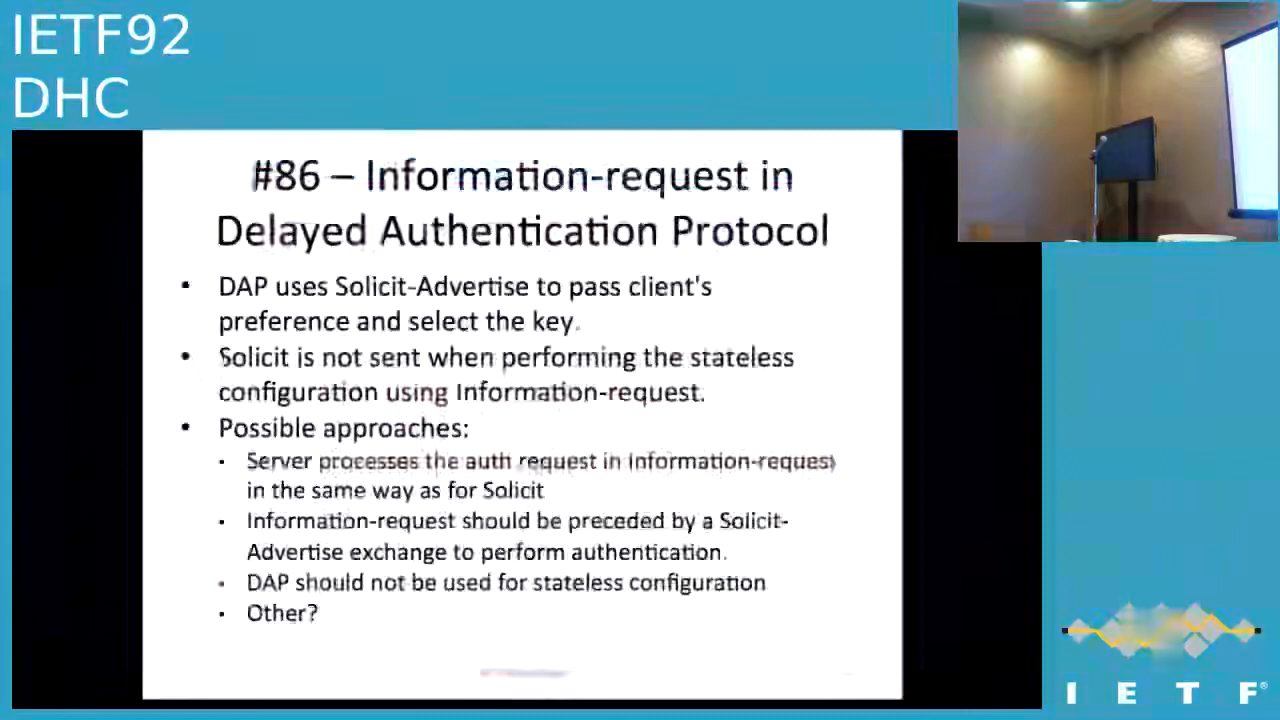 IETF92
DHC
#86 – Information-request in
Delayed Authentication Protocol
• DAP uses Solicit-Advertise to pass client's
preference and select the key.
• Solicit is not sent when performing the stateless
configuration using Information-request.
• Possible approaches:
• Server processes the auth request in Information-request
in the same way as for Solicit
• Information-request should be preceded by a Solicit-
Advertise exchange to perform authentication.
• DAP should not be used for stateless configuration
• Other?
I E T F®